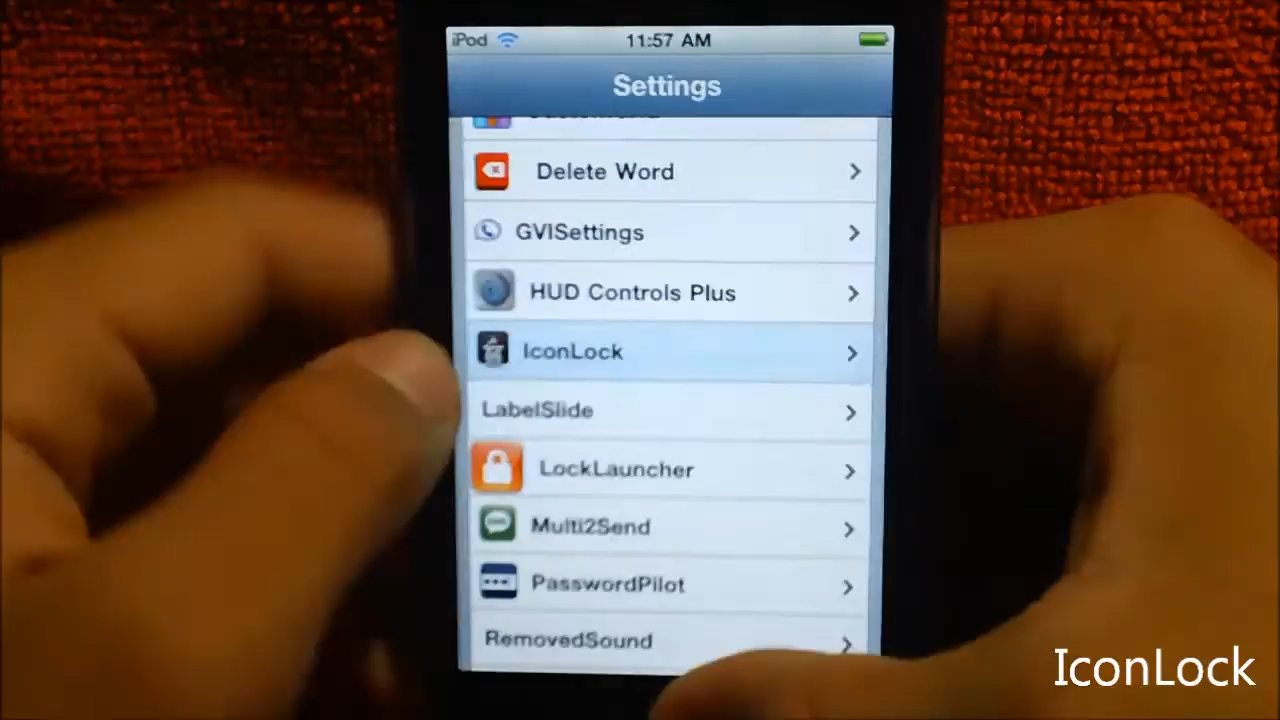 iPod
11:57 AM
Settings
Delete Word
GVISettings
HUD Controls Plus
IconLock
LabelSlide
LockLauncher
Multi2Send
PasswordPilot
RemovedSound
IconLock